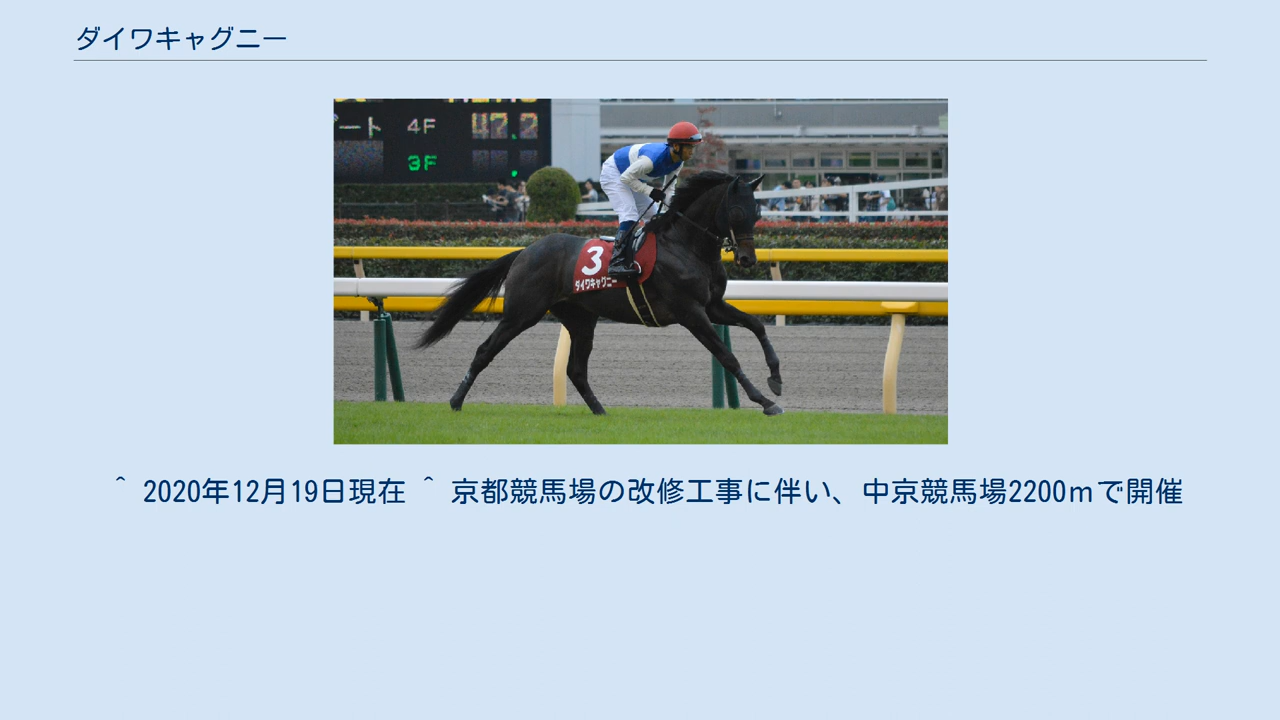 ダイワキャグニー
ート 4F 47.2
3F
3
ダイワキャグニー
^ 2020年12月19日現在 ^ 京都競馬場の改修工事に伴い、中京競馬場2200ｍで開催